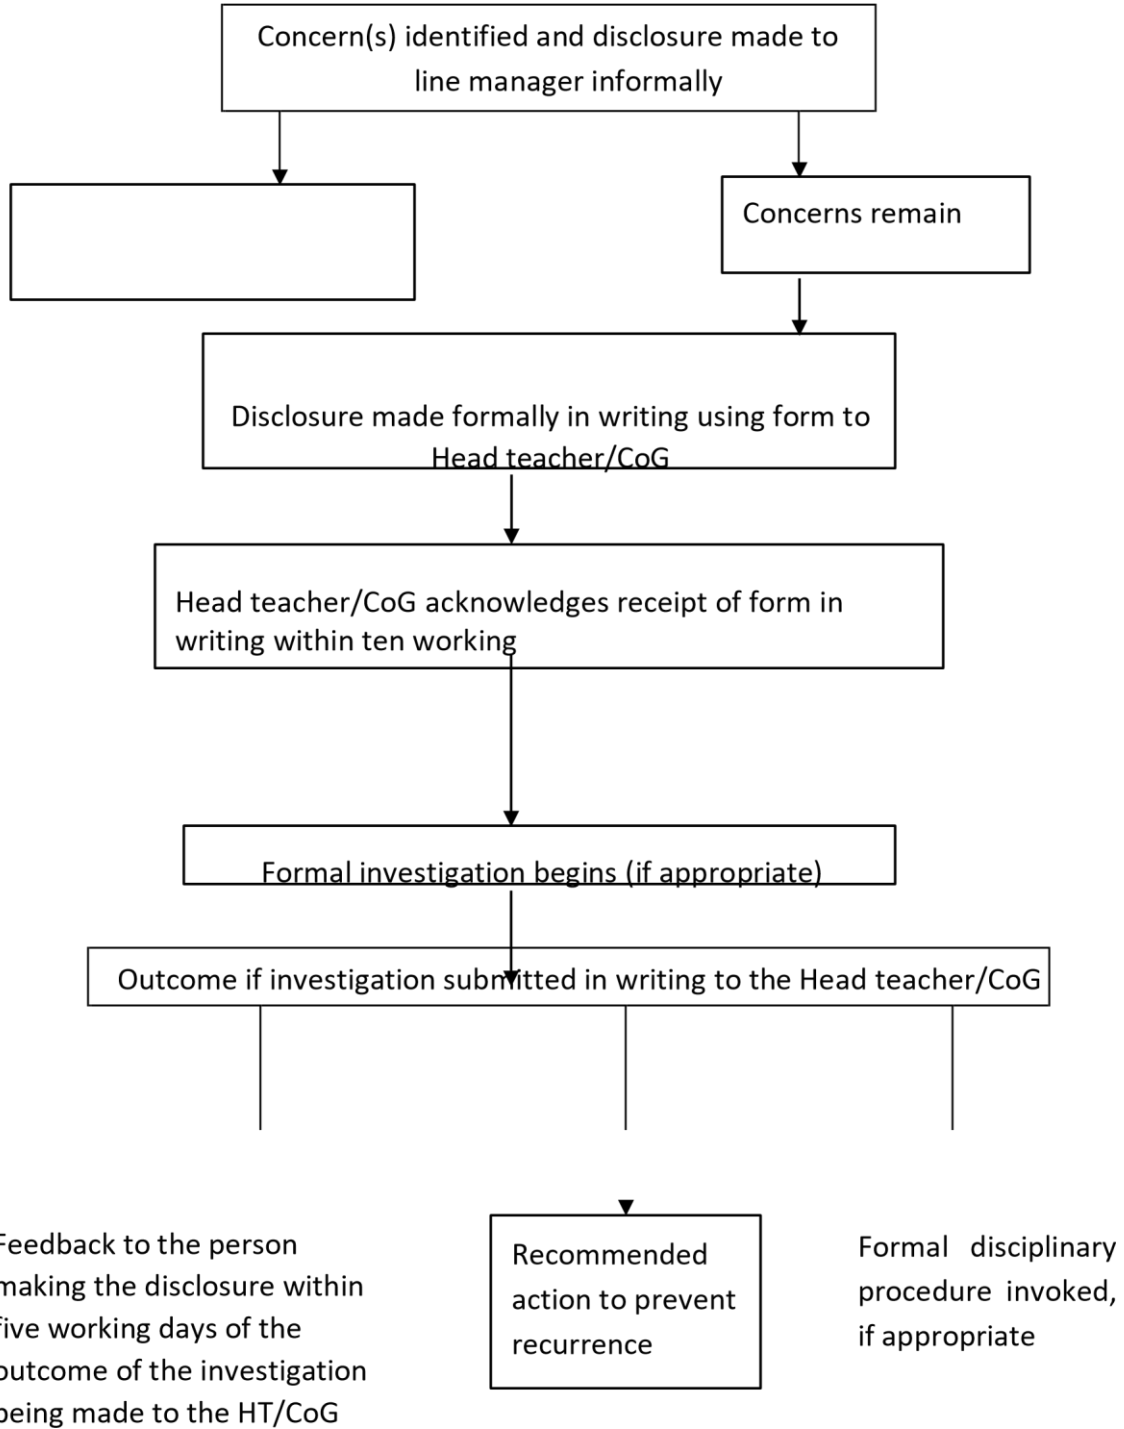 Concern(s) identified and disclosure made to
line manager informally
Concerns remain
Disclosure made formally in writing using form to
Head teacher/CoG
Head teacher/CoG acknowledges receipt of form in
writing within ten working
Formal investigation begins (if appropriate)
Outcome if investigation submitted in writing to the Head teacher/CoG
Feedback to the person
making the disclosure within
five working days of the
outcome of the investigation
being made to the HT/CoG
Recommended
action to prevent
recurrence
Formal disciplinary
procedure invoked,
if appropriate